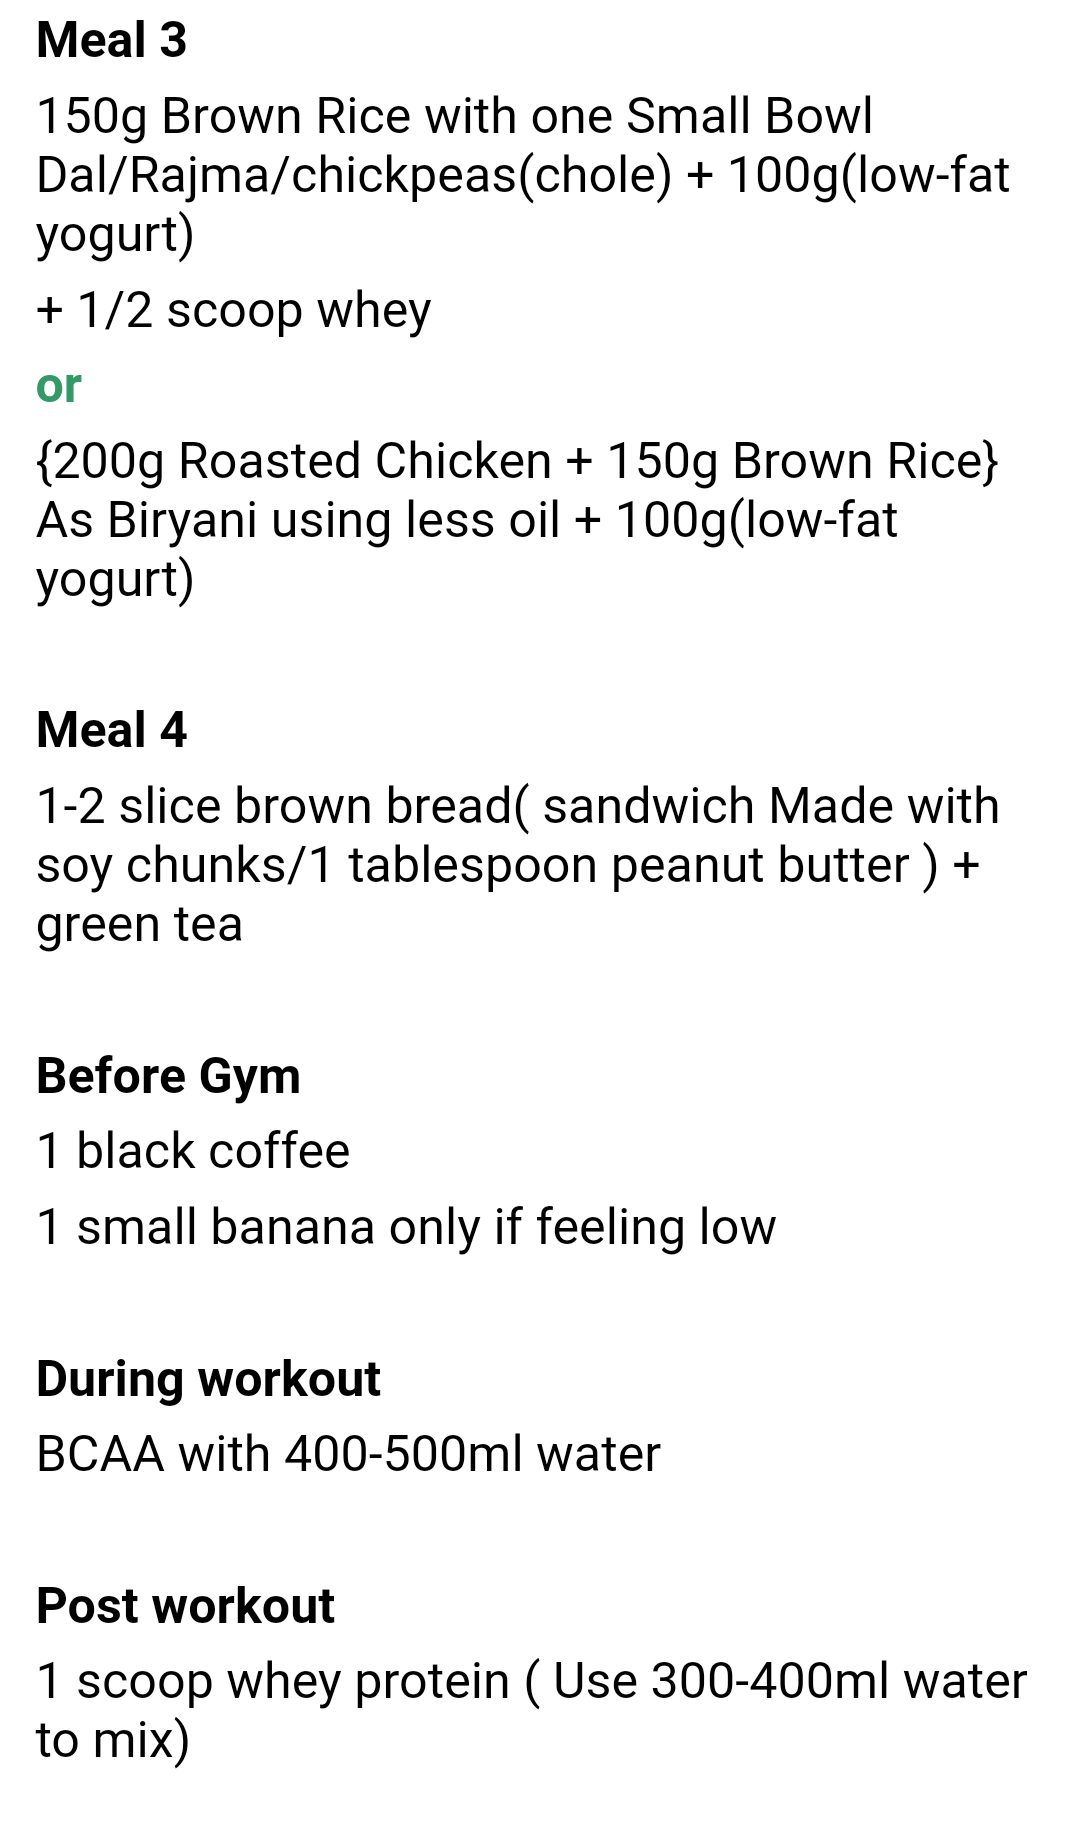 Meal 3
150g Brown Rice with one Small Bowl
Dal/Rajma/chickpeas(chole) + 100g(low-fat
yogurt)
+ 1/2 scoop whey
or
{200g Roasted Chicken + 150g Brown Rice}
As Biryani using less oil + 100g(low-fat
yogurt)
Meal 4
1-2 slice brown bread( sandwich Made with
soy chunks/1 tablespoon peanut butter ) +
green tea
Before Gym
1 black coffee
1 small banana only if feeling low
During workout
BCAA with 400-500ml water
Post workout
1 scoop whey protein ( Use 300-400ml water
to mix)